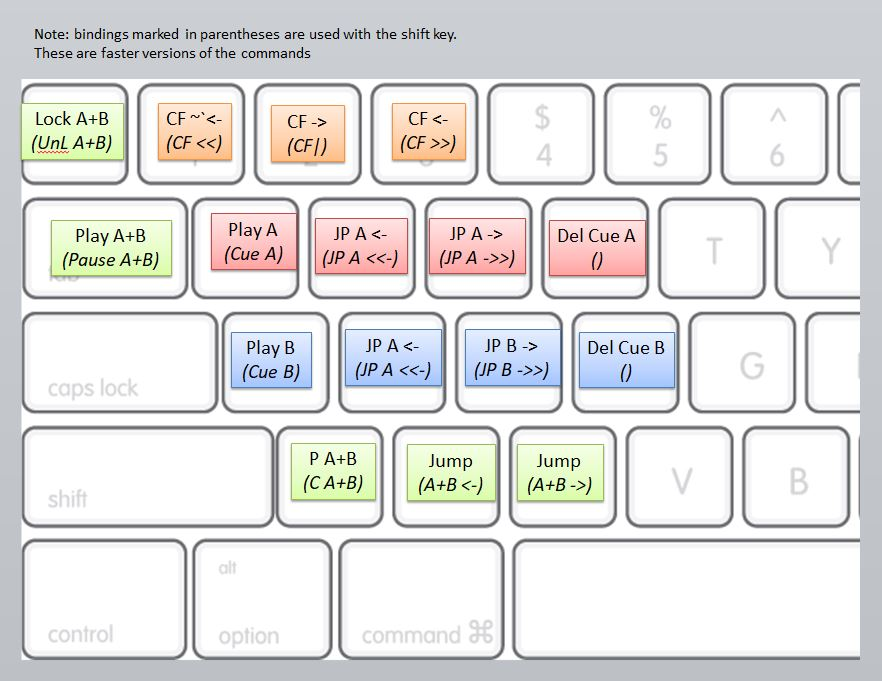 Note: bindings marked in parentheses are used with the shift key.
These are faster versions of the commands
Lock A+B
(UnL A+B)
CF ~`<-
(CF <<)
CF ->
(CF|)
CF <-
(CF >>)
$
4
%
5
^
6
Play A+B
(Pause A+B)
Play A
(Cue A)
JP A <-
(JP A <<-)
JP A ->
(JP A ->>)
Del Cue A
()
T
Y
caps lock
Play B
(Cue B)
JP A <-
(JP A <<-)
JP B ->
(JP B ->>)
Del Cue B
()
G
shift
P A+B
(C A+B)
Jump
(A+B <-)
Jump
(A+B ->)
V
B
control
alt
option
command ⌘